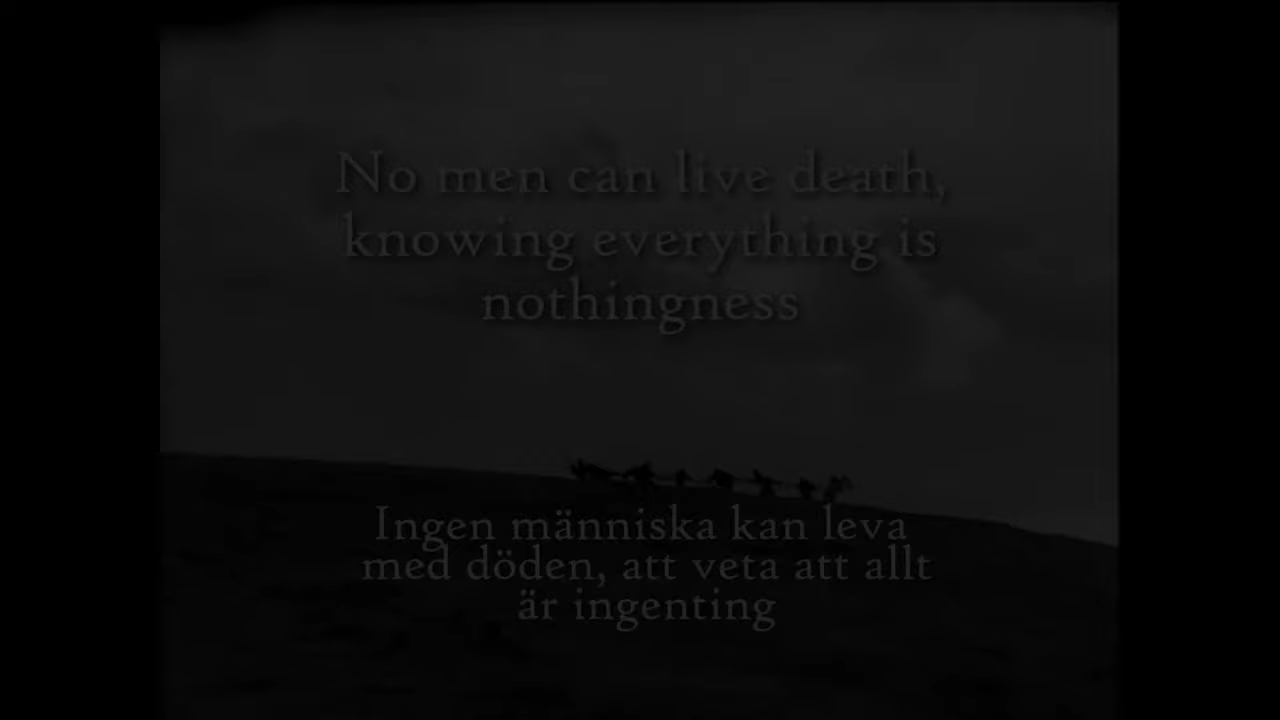 No men can live death,
knowing everything is
nothingness
Ingen människa kan leva
med döden, att veta att allt
är ingenting